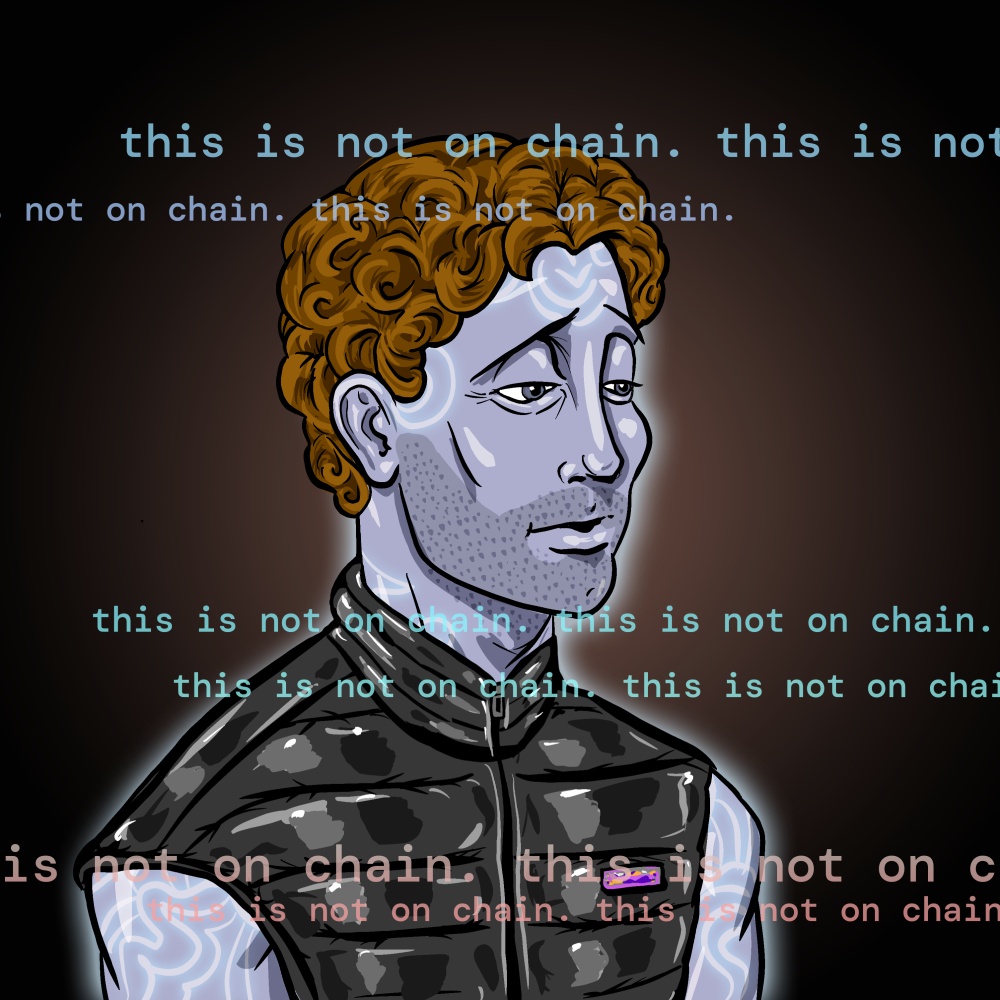 this is not on chain. this is not
not on chain. this is not on chain.
this is not on chain. this is not on chain.
this is not on chain. this is not on chai
is not on chain. this is not on c
this is not on chain. this is not on chain